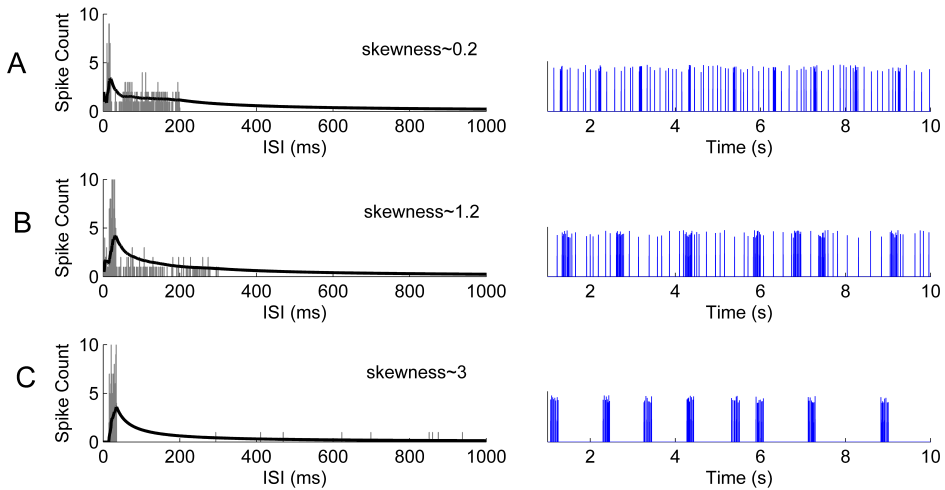 A
Spike Count
10
5
0
skewness~0.2
0 200 400 600 800 1000
ISI (ms)
2 4 6 8 10
Time (s)
B
Spike Count
10
5
0
skewness~1.2
0 200 400 600 800 1000
ISI (ms)
2 4 6 8 10
Time (s)
C
Spike Count
10
5
0
skewness~3
0 200 400 600 800 1000
ISI (ms)
2 4 6 8 10
Time (s)